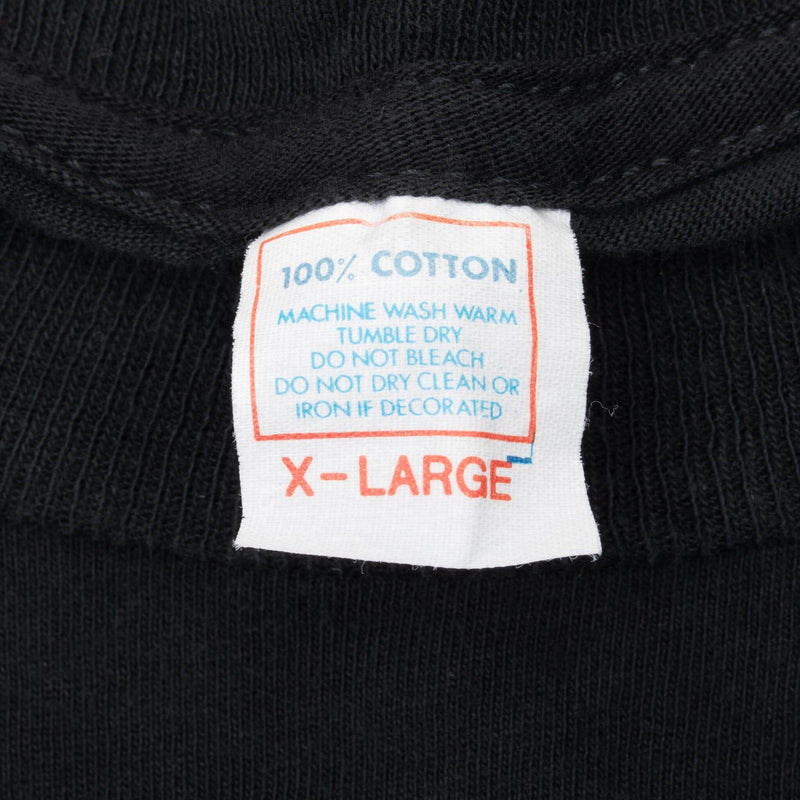 100% COTTON
MACHINE WASH WARM
TUMBLE DRY
DO NOT BLEACH
DO NOT DRY CLEAN OR
IRON IF DECORATED
X-LARGE